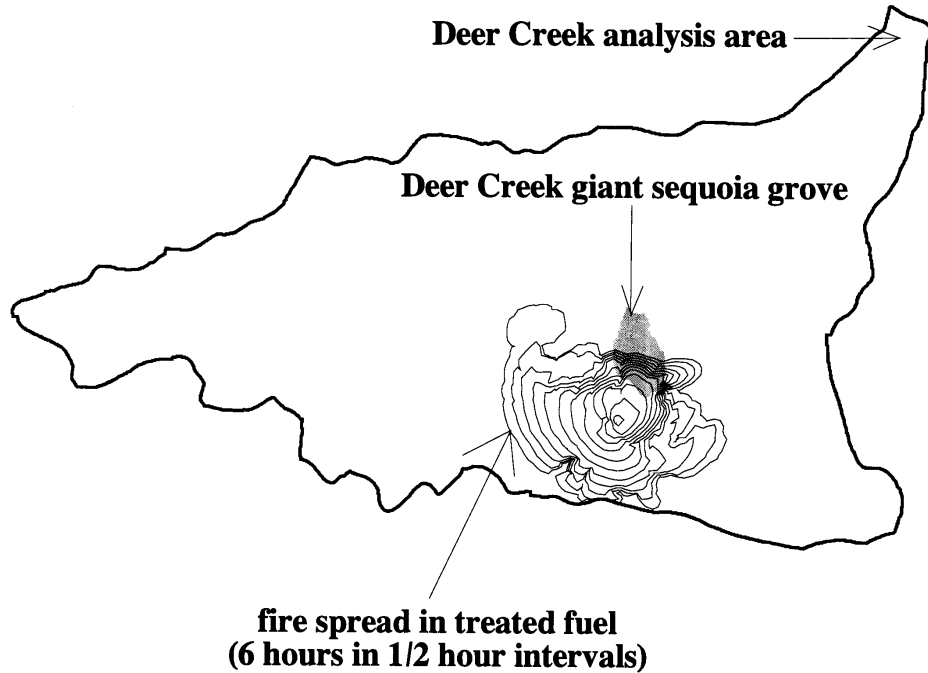 Deer Creek analysis area
Deer Creek giant sequoia grove
fire spread in treated fuel
(6 hours in 1/2 hour intervals)